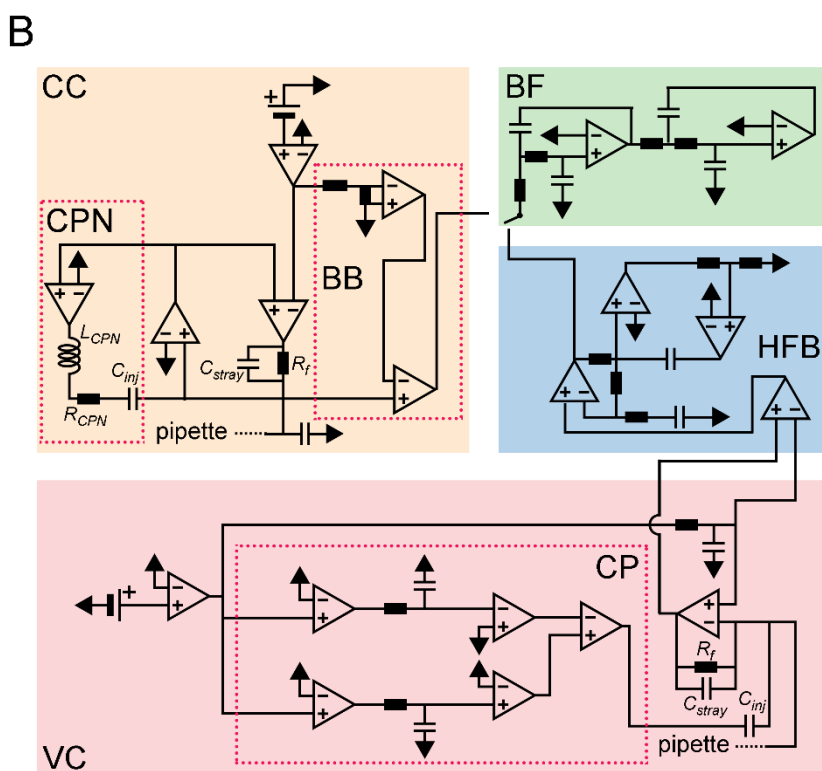 B
CC
BF
+
+ −
+ −
− +
− +
− +
CPN
+ −
BB
− +
+ −
L_CPN
C_inj
C_stray
R_f
R_CPN
− +
pipette
+ −
− +
HFB
+ −
+ −
CP
+
− +
− +
− +
− +
+ −
− +
− +
R_f
C_stray
C_inj
pipette
VC